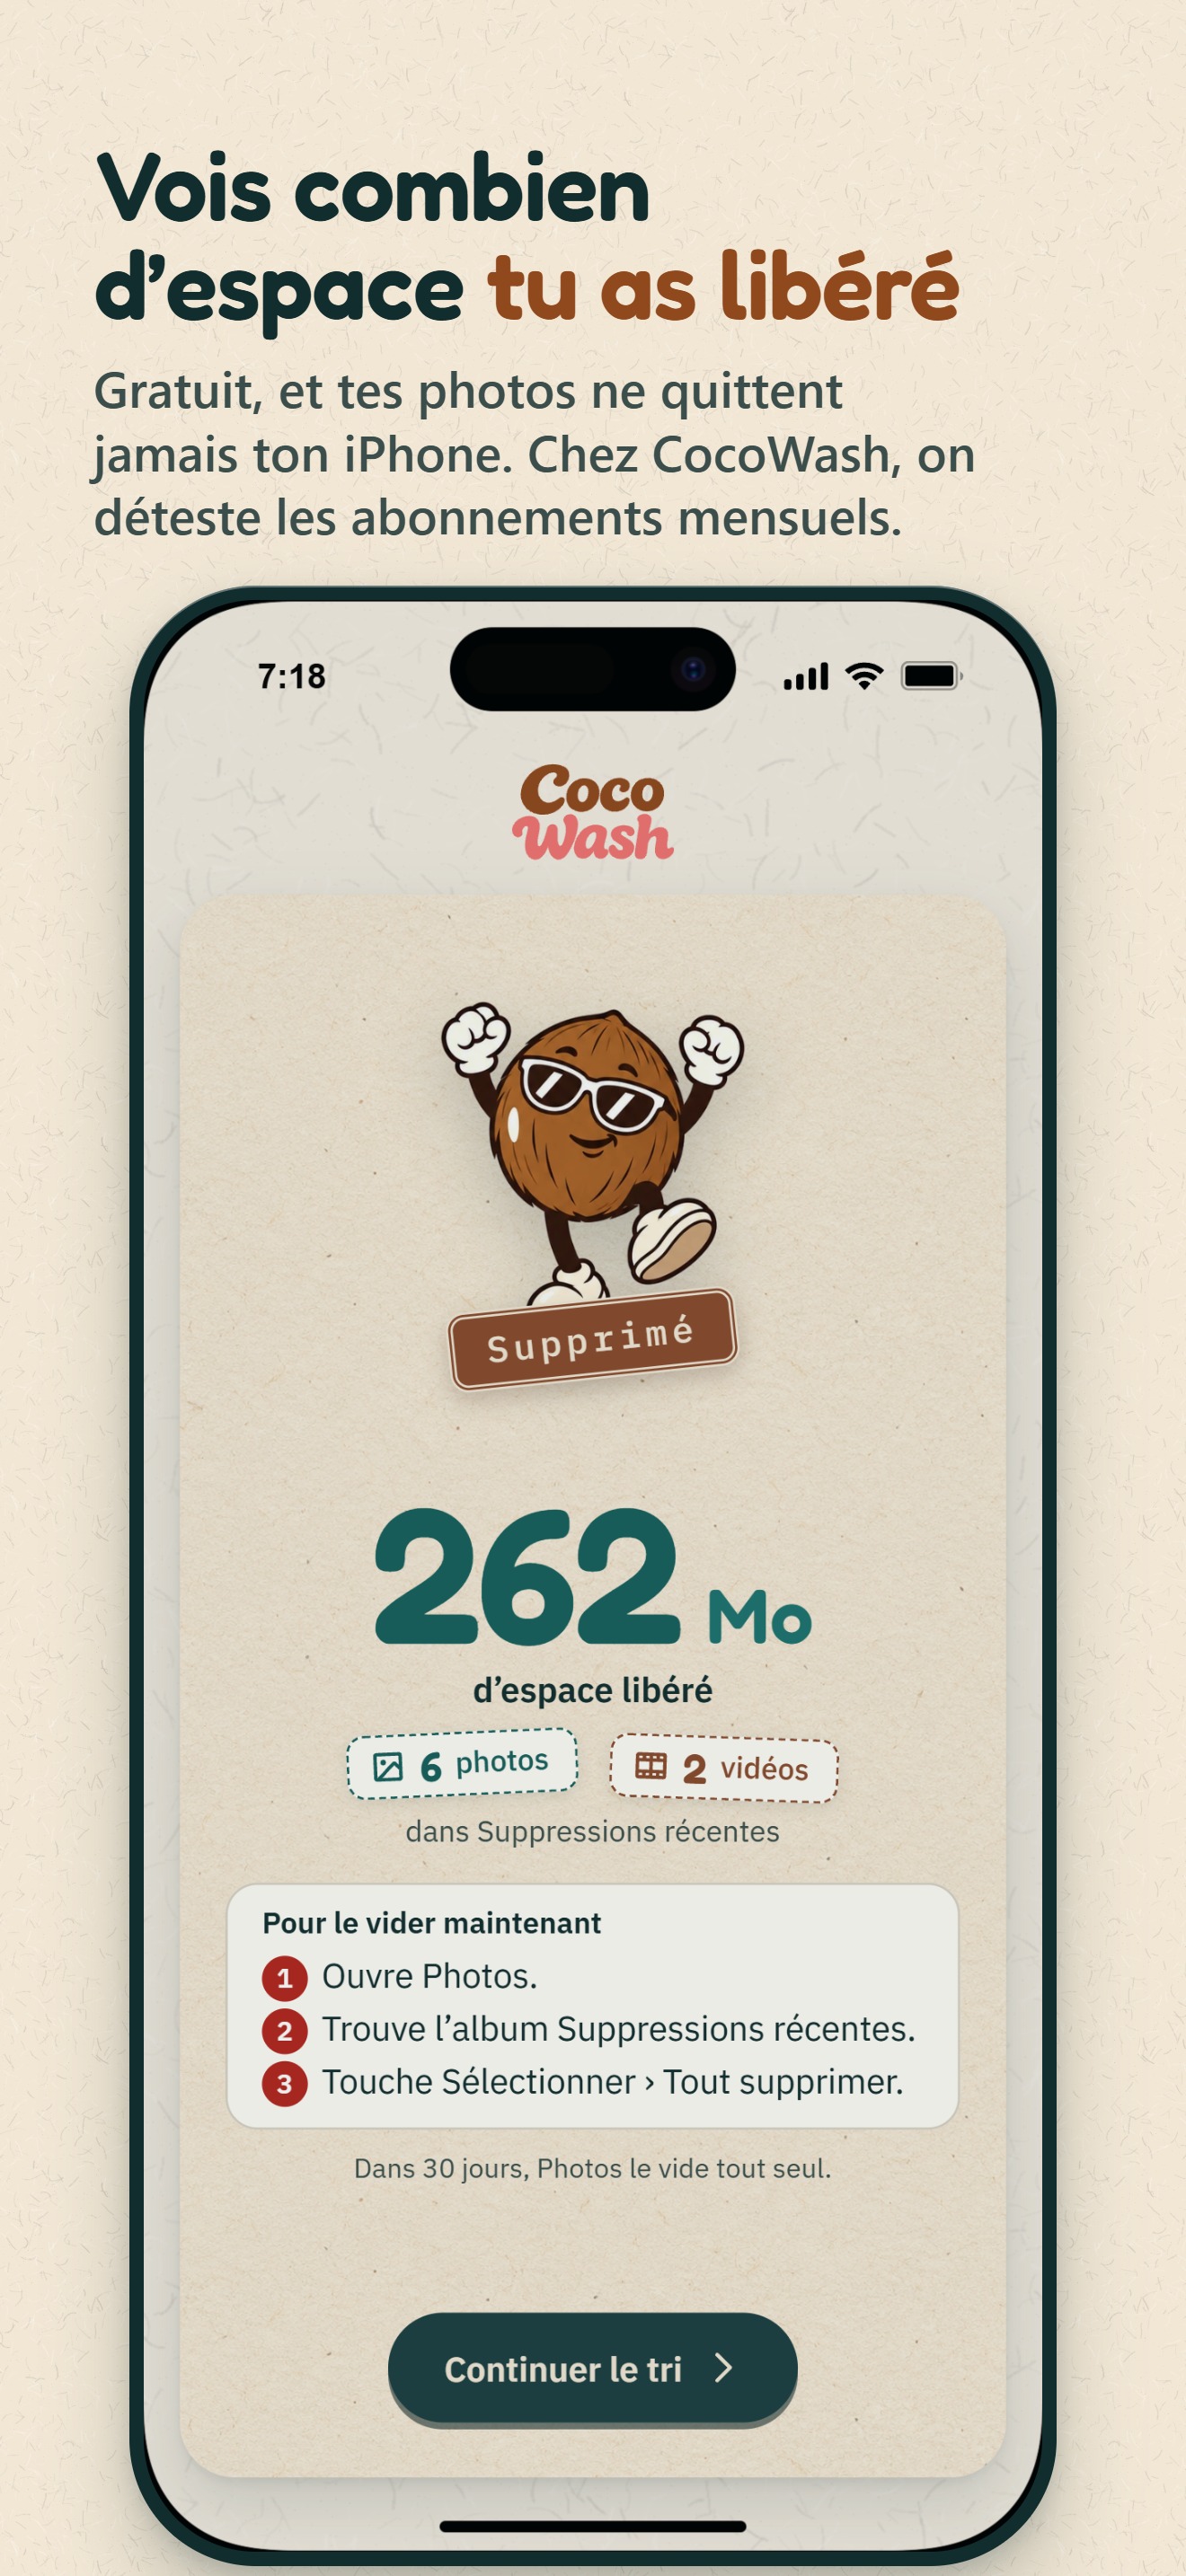 Vois combien
d’espace tu as libéré
Gratuit, et tes photos ne quittent
jamais ton iPhone. Chez CocoWash, on
déteste les abonnements mensuels.
7:18
Coco
Wash
Supprimé
262 Mo
d’espace libéré
6 photos
2 vidéos
dans Suppressions récentes
Pour le vider maintenant
1 Ouvre Photos.
2 Trouve l’album Suppressions récentes.
3 Touche Sélectionner › Tout supprimer.
Dans 30 jours, Photos le vide tout seul.
Continuer le tri